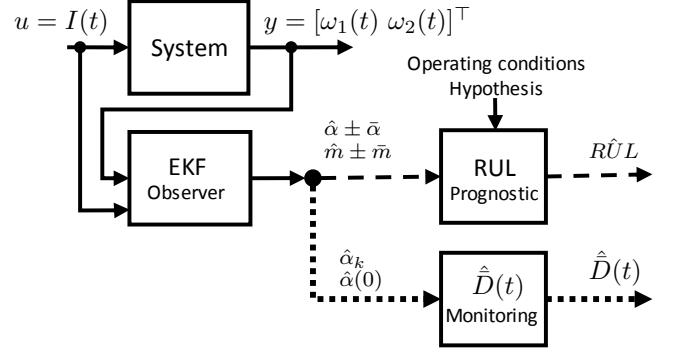 u = I(t)
System
y = [ω₁(t) ω₂(t)]⊤
Operating conditions
Hypothesis
EKF
Observer
α̂ ± ᾱ
m̂ ± m̄
RUL
Prognostic
RÛL
α̂ₖ
α̂(0)
D̄̂(t)
Monitoring
D̄̂(t)